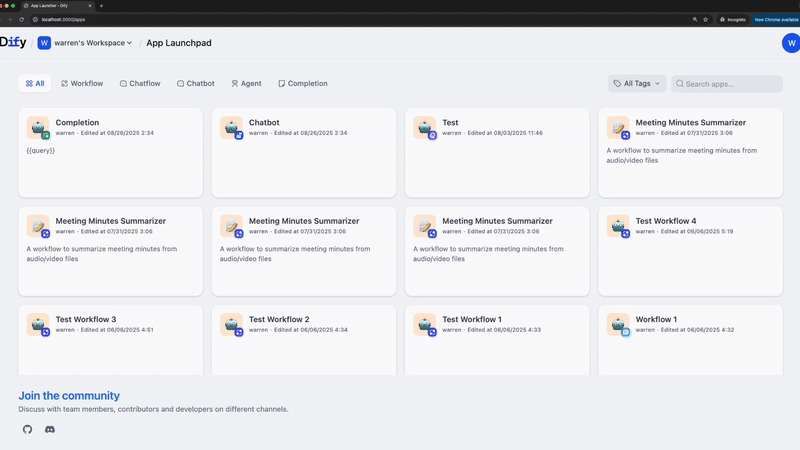 App Launcher - Dify
localhost:3000/apps
Incognito
New Chrome available
Dify
W
warren's Workspace
/
App Launchpad
W
All
Workflow
Chatflow
Chatbot
Agent
Completion
All Tags
Search apps...
Completion
warren · Edited at 08/26/2025 2:34
{{query}}
Chatbot
warren · Edited at 08/26/2025 2:34
Test
warren · Edited at 08/03/2025 11:46
Meeting Minutes Summarizer
warren · Edited at 07/31/2025 3:06
A workflow to summarize meeting minutes from
audio/video files
Meeting Minutes Summarizer
warren · Edited at 07/31/2025 3:06
A workflow to summarize meeting minutes from
audio/video files
Meeting Minutes Summarizer
warren · Edited at 07/31/2025 3:06
A workflow to summarize meeting minutes from
audio/video files
Meeting Minutes Summarizer
warren · Edited at 07/31/2025 3:06
A workflow to summarize meeting minutes from
audio/video files
Test Workflow 4
warren · Edited at 06/06/2025 5:19
Test Workflow 3
warren · Edited at 06/06/2025 4:51
Test Workflow 2
warren · Edited at 06/06/2025 4:34
Test Workflow 1
warren · Edited at 06/06/2025 4:33
Workflow 1
warren · Edited at 06/06/2025 4:32
Join the community
Discuss with team members, contributors and developers on different channels.